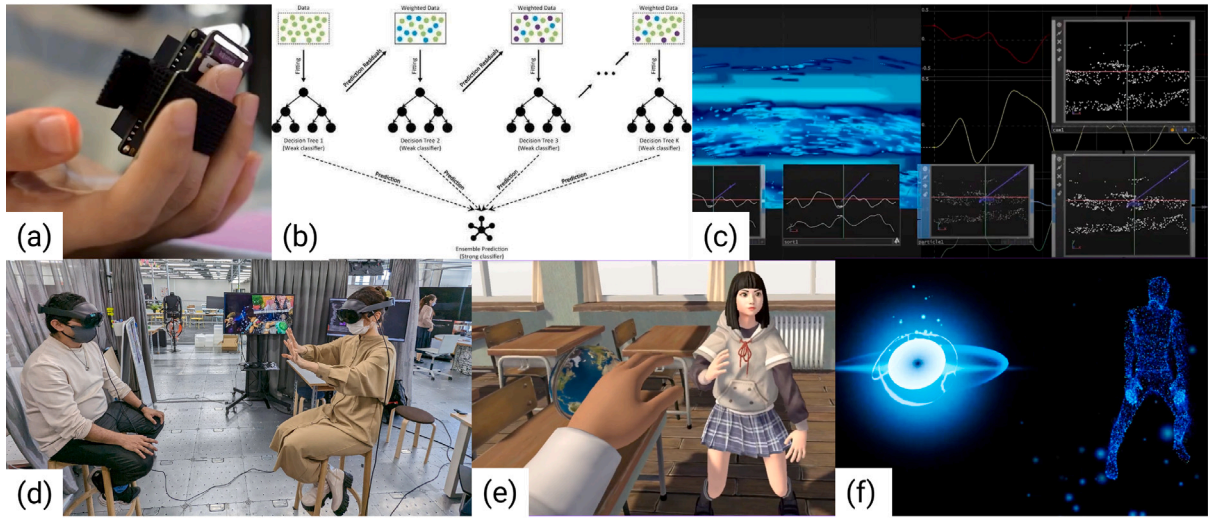 (a)
Data
Weighted Data
Weighted Data
Weighted Data
Fitting
Prediction Residuals
Fitting
Prediction Residuals
Fitting
Fitting
Decision Tree 1
(Weak classifier)
Decision Tree 2
(Weak classifier)
Decision Tree 3
(Weak classifier)
Decision Tree K
(Weak classifier)
Prediction
Prediction
Prediction
Prediction
Ensemble Prediction
(Strong classifier)
(b)
sort1
particle1
(c)
(d)
(e)
(f)